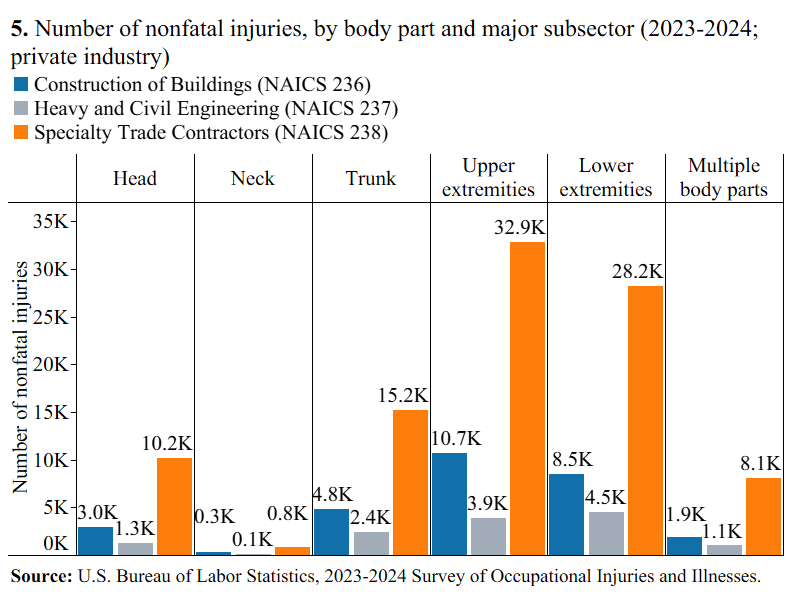 5. Number of nonfatal injuries, by body part and major subsector (2023-2024;
private industry)
Construction of Buildings (NAICS 236)
Heavy and Civil Engineering (NAICS 237)
Specialty Trade Contractors (NAICS 238)
Head
Neck
Trunk
Upper
extremities
Lower
extremities
Multiple
body parts
Number of nonfatal injuries
35K
30K
25K
20K
15K
10K
5K
0K
3.0K
1.3K
10.2K
0.3K
0.1K
0.8K
4.8K
2.4K
15.2K
10.7K
3.9K
32.9K
8.5K
4.5K
28.2K
1.9K
1.1K
8.1K
Source: U.S. Bureau of Labor Statistics, 2023-2024 Survey of Occupational Injuries and Illnesses.